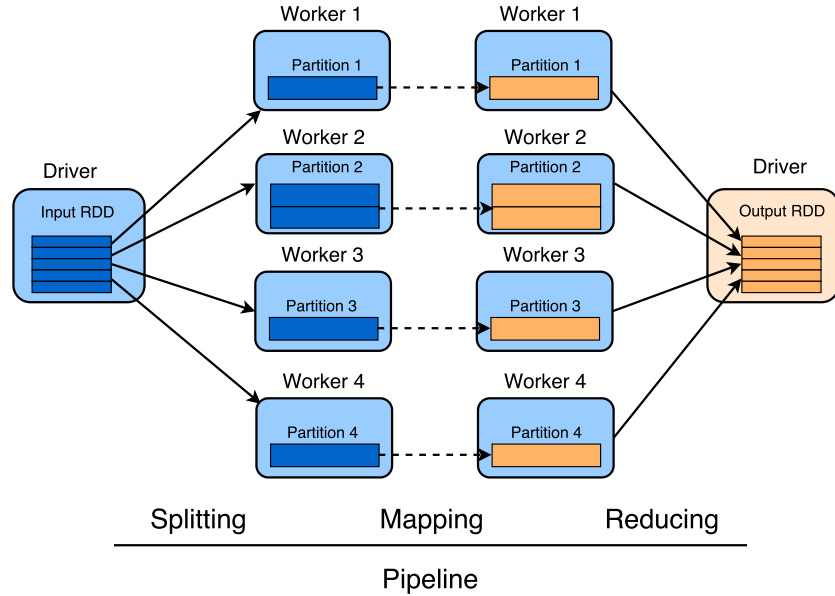 Worker 1
Worker 1
Partition 1
Partition 1
Worker 2
Worker 2
Partition 2
Partition 2
Driver
Driver
Input RDD
Output RDD
Worker 3
Worker 3
Partition 3
Partition 3
Worker 4
Worker 4
Partition 4
Partition 4
Splitting
Mapping
Reducing
Pipeline